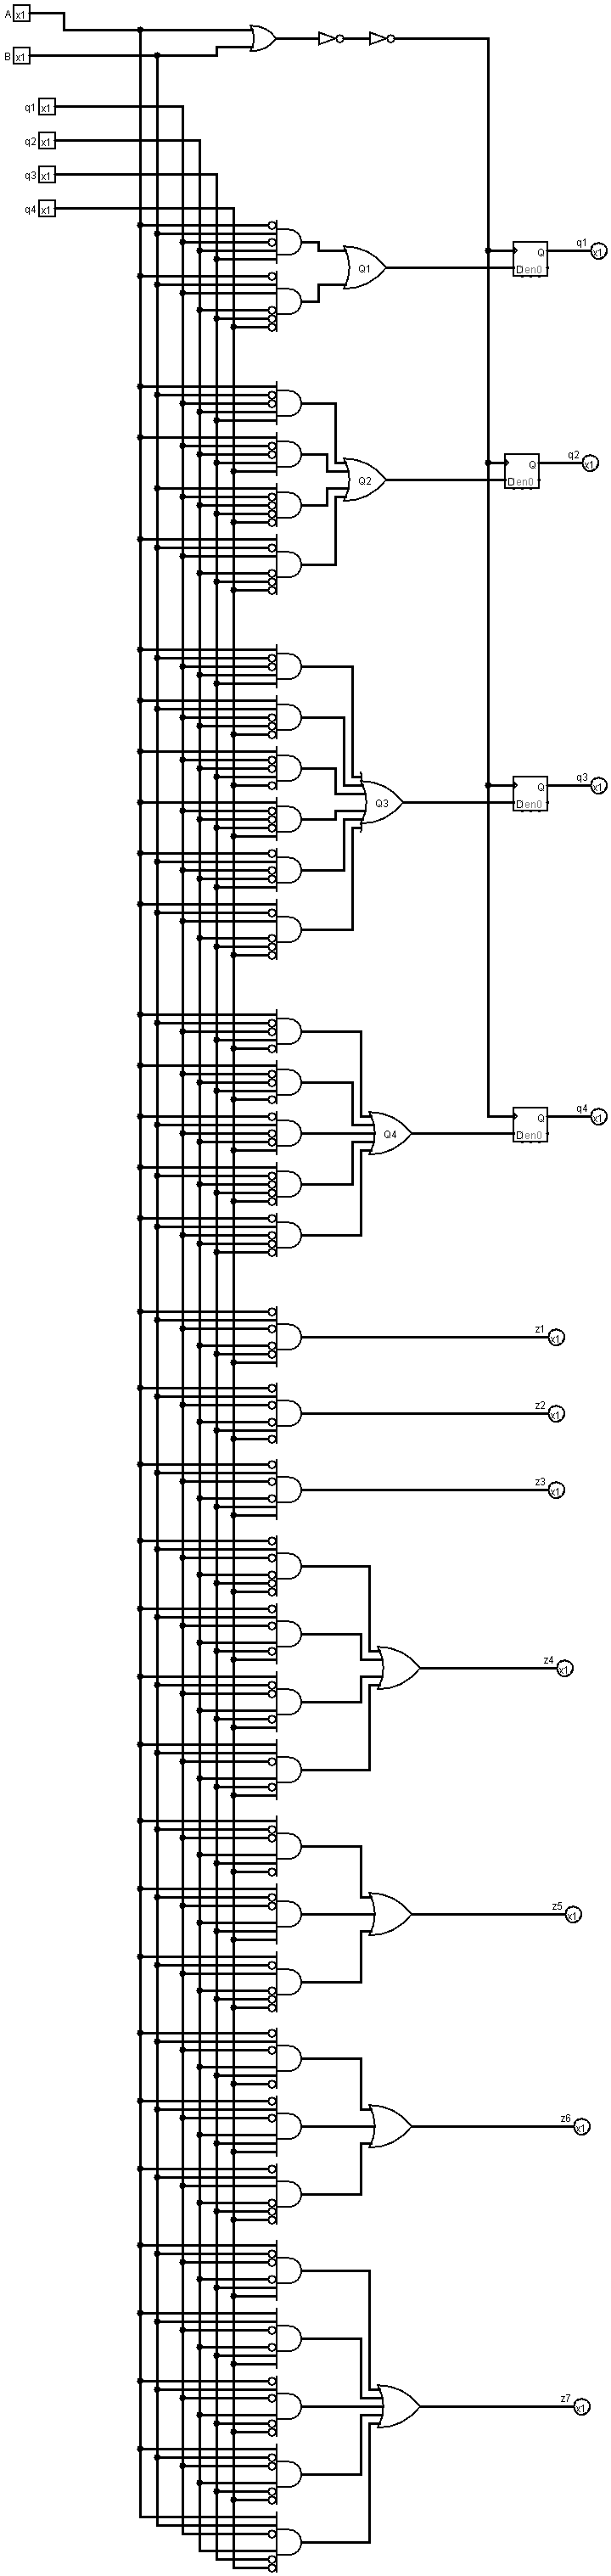 A x1
B x1
q1 x1
q2 x1
q3 x1
q4 x1
Q1
Q D en0
q1 x1
Q2
Q D en0
q2 x1
Q3
Q D en0
q3 x1
Q4
Q D en0
q4 x1
z1 x1
z2 x1
z3 x1
z4 x1
z5 x1
z6 x1
z7 x1